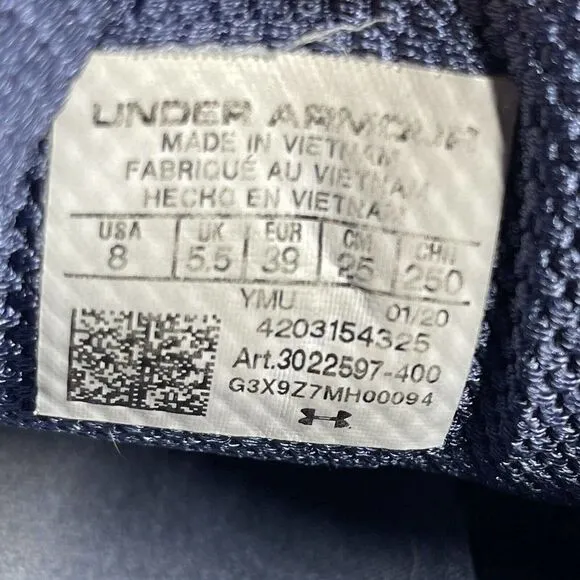 UNDER ARMOUR
MADE IN VIETNAM
FABRIQUÉ AU VIETNAM
HECHO EN VIETNAM
USA UK EUR CM CHN
8 5.5 39 25 250
YMU 01/20
4203154325
Art.3022597-400
G3X9Z7MH00094